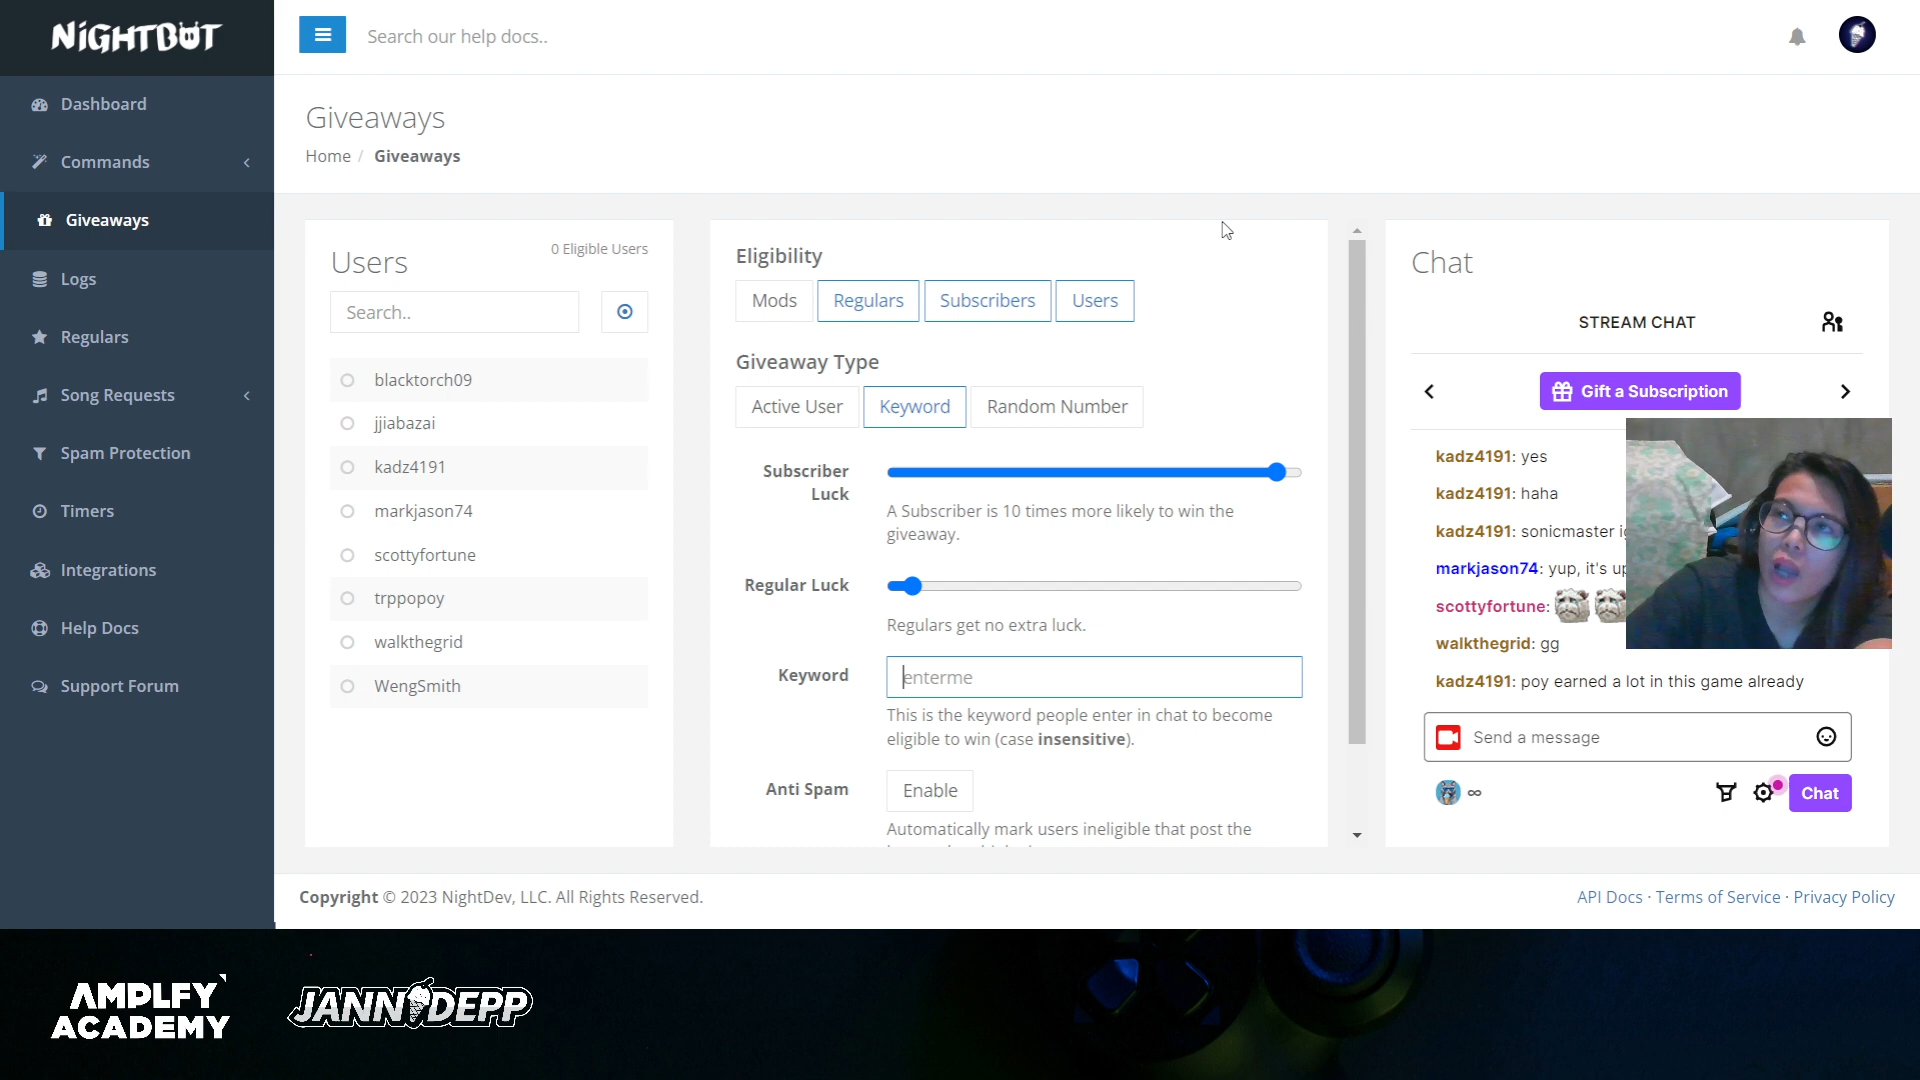 NiGHTBOT
Search our help docs..
Dashboard
Commands
Giveaways
Logs
Regulars
Song Requests
Spam Protection
Timers
Integrations
Help Docs
Support Forum
Giveaways
Home / Giveaways
Users
0 Eligible Users
Search..
blacktorch09
jjiabazai
kadz4191
markjason74
scottyfortune
trppopoy
walkthegrid
WengSmith
Eligibility
Mods Regulars Subscribers Users
Giveaway Type
Active User Keyword Random Number
Subscriber Luck
A Subscriber is 10 times more likely to win the
giveaway.
Regular Luck
Regulars get no extra luck.
Keyword
enterme
This is the keyword people enter in chat to become
eligible to win (case insensitive).
Anti Spam
Enable
Automatically mark users ineligible that post the
Chat
STREAM CHAT
Gift a Subscription
kadz4191: yes
kadz4191: haha
kadz4191: sonicmaster
markjason74: yup, it's
scottyfortune:
walkthegrid: gg
kadz4191: poy earned a lot in this game already
Send a message
∞
Chat
Copyright © 2023 NightDev, LLC. All Rights Reserved.
API Docs · Terms of Service · Privacy Policy
AMPLFY
ACADEMY
JANNDEPP